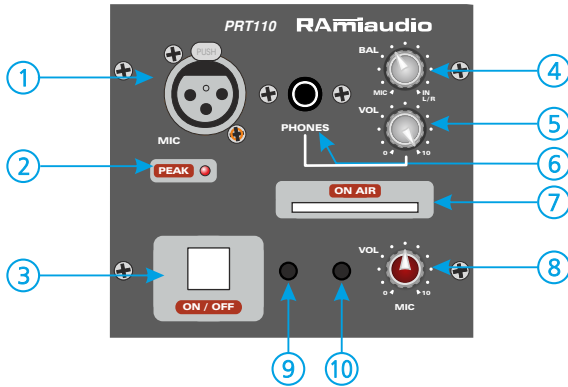 PRT110 RAmiaudio
PUSH
BAL
MIC IN
L/R
1
4
MIC
PHONES
VOL
0 10
5
6
2
PEAK
ON AIR
7
3
ON / OFF
VOL
0 10
MIC
8
9
10